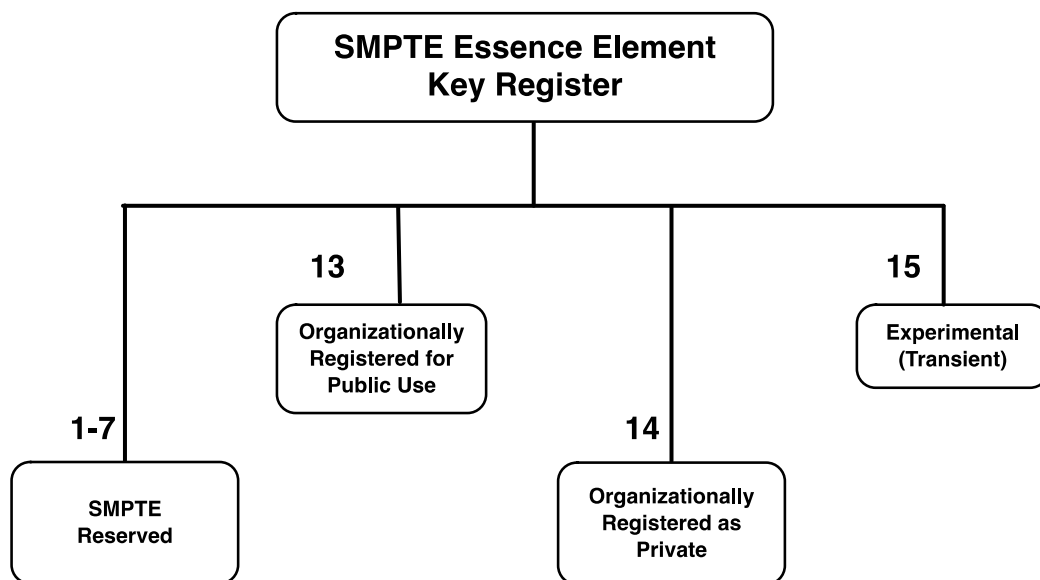 SMPTE Essence Element
Key Register
13
15
Organizationally
Registered for
Public Use
Experimental
(Transient)
1-7
14
SMPTE
Reserved
Organizationally
Registered as
Private